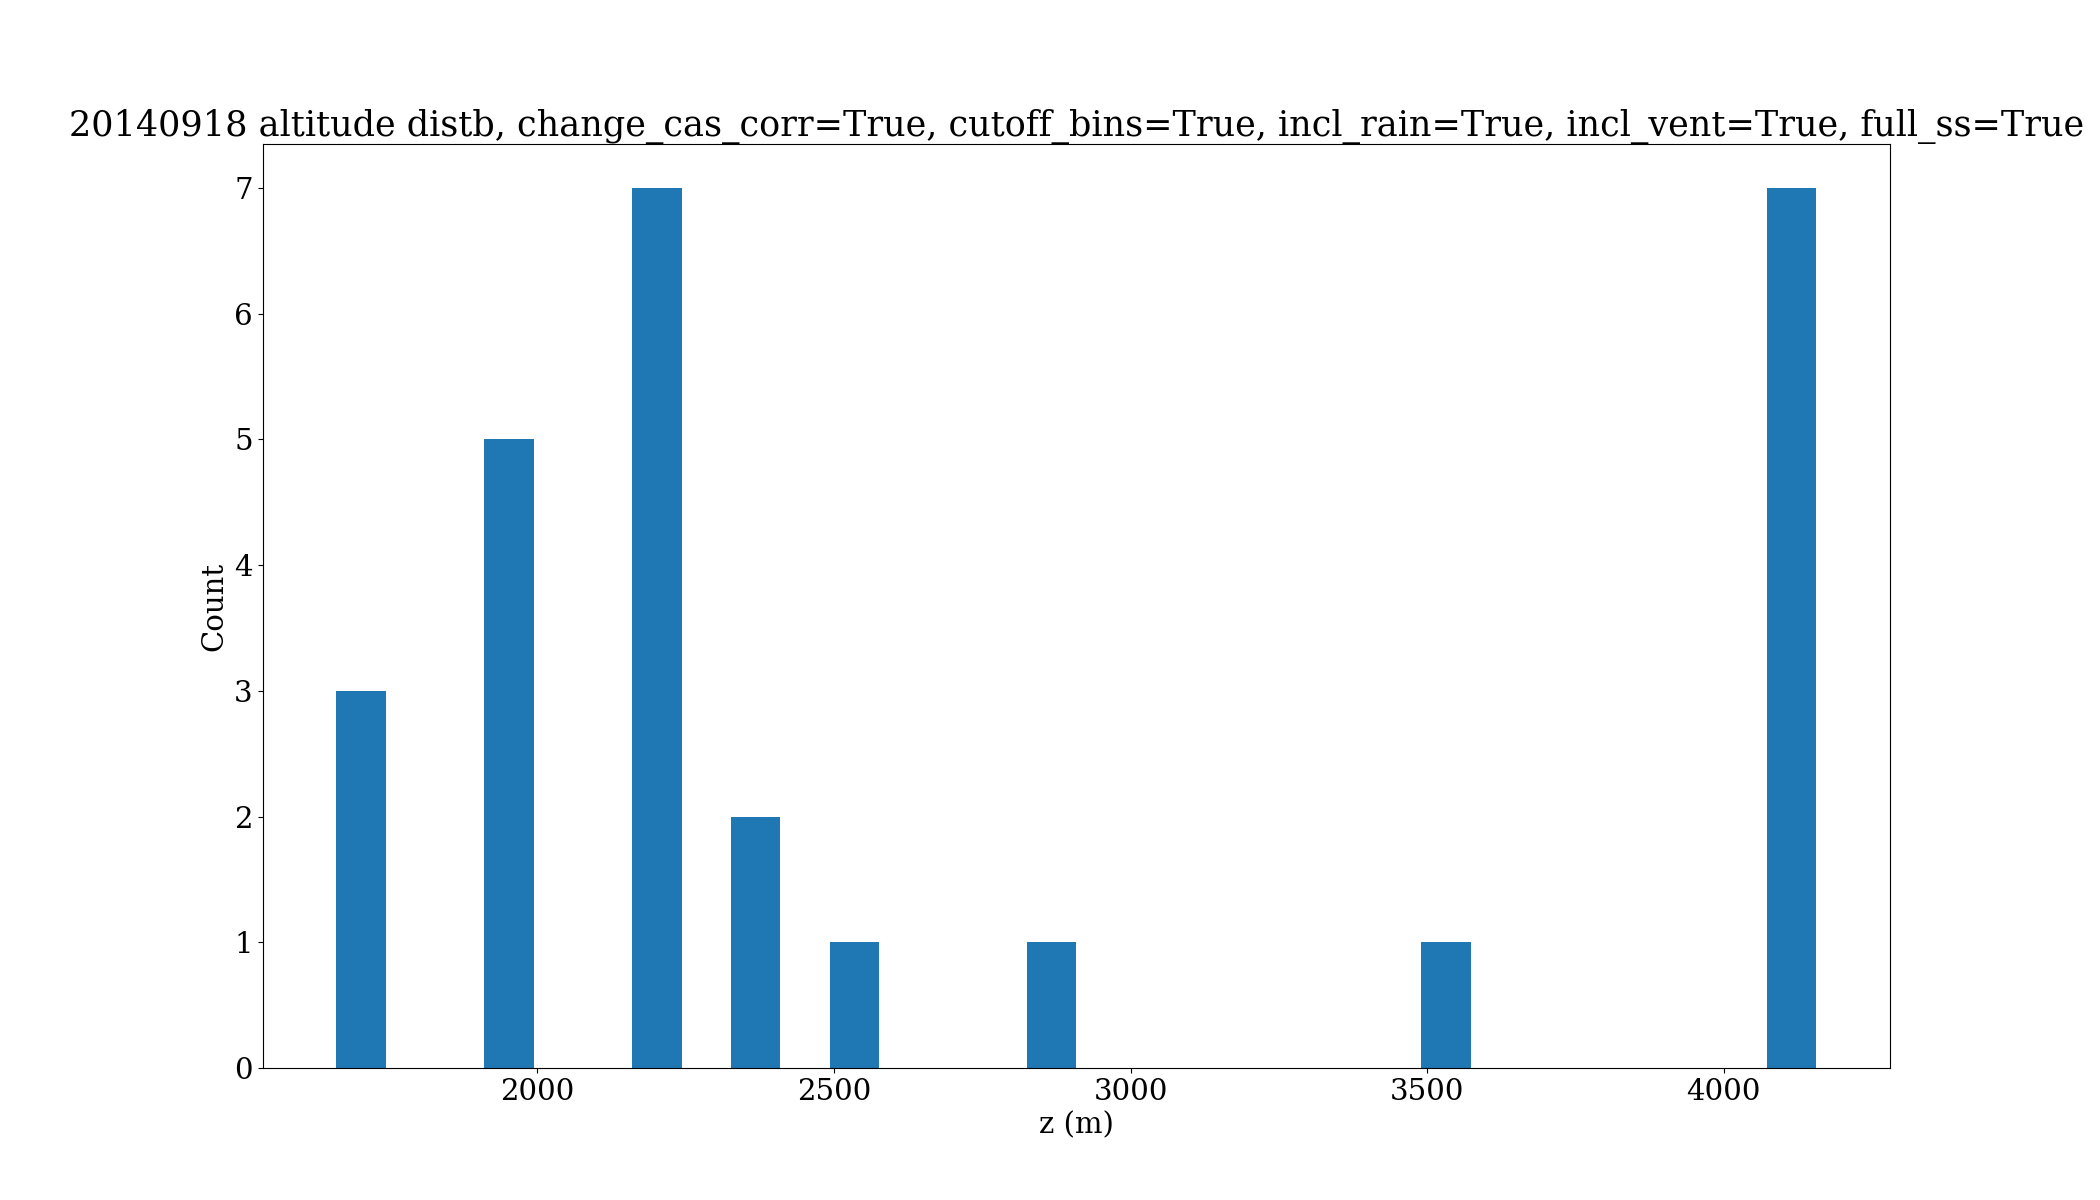 20140918 altitude distb, change_cas_corr=True, cutoff_bins=True, incl_rain=True, incl_vent=True, full_ss=True
7
6
5
4
3
2
1
0
Count
2000 2500 3000 3500 4000
z (m)